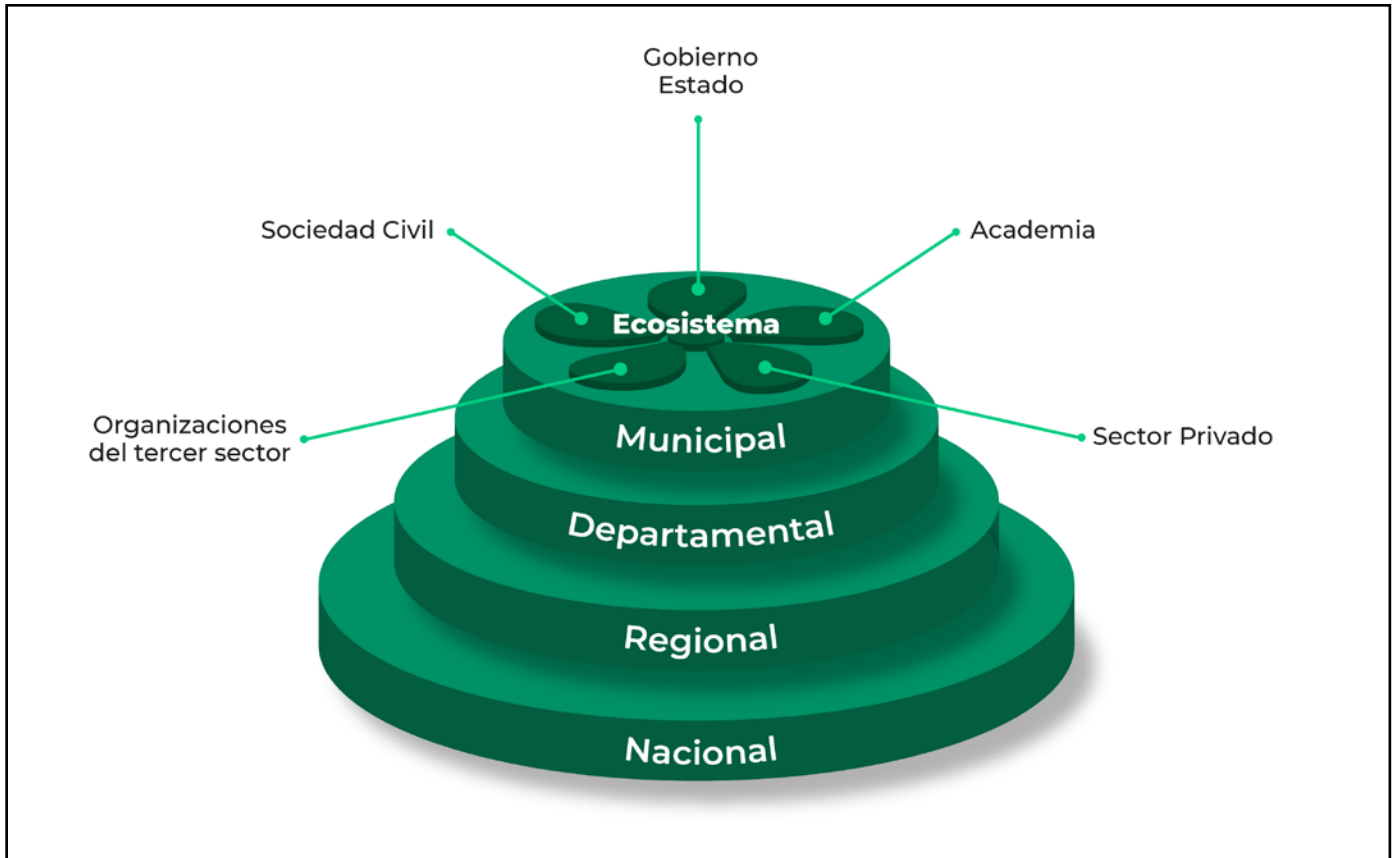 Gobierno
Estado
Sociedad Civil
Academia
Ecosistema
Organizaciones
del tercer sector
Sector Privado
Municipal
Departamental
Regional
Nacional